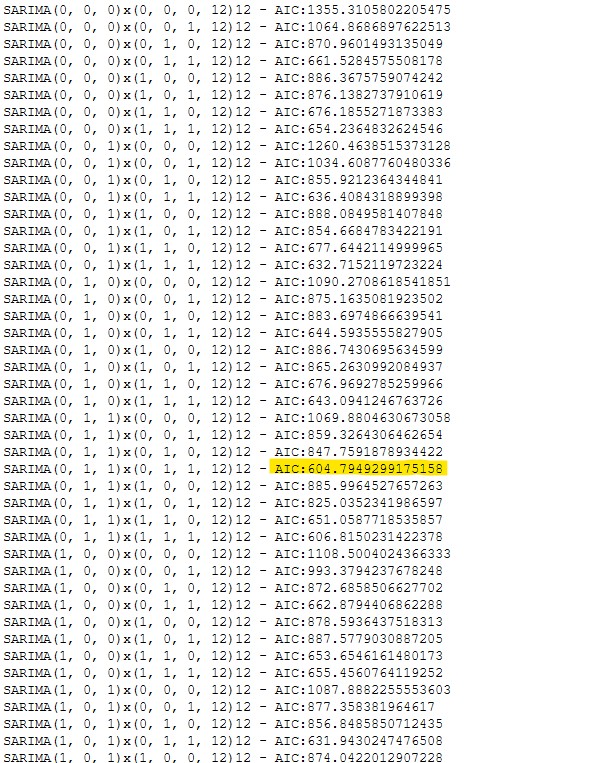 SARIMA(0, 0, 0)x(0, 0, 0, 12)12 - AIC:1355.3105802205475
SARIMA(0, 0, 0)x(0, 0, 1, 12)12 - AIC:1064.8686897622513
SARIMA(0, 0, 0)x(0, 1, 0, 12)12 - AIC:870.9601493135049
SARIMA(0, 0, 0)x(0, 1, 1, 12)12 - AIC:661.5284575508178
SARIMA(0, 0, 0)x(1, 0, 0, 12)12 - AIC:886.3675759074242
SARIMA(0, 0, 0)x(1, 0, 1, 12)12 - AIC:876.1382737910619
SARIMA(0, 0, 0)x(1, 1, 0, 12)12 - AIC:676.1855271873383
SARIMA(0, 0, 0)x(1, 1, 1, 12)12 - AIC:654.2364832624546
SARIMA(0, 0, 1)x(0, 0, 0, 12)12 - AIC:1260.4638515373128
SARIMA(0, 0, 1)x(0, 0, 1, 12)12 - AIC:1034.6087760480336
SARIMA(0, 0, 1)x(0, 1, 0, 12)12 - AIC:855.9212364344841
SARIMA(0, 0, 1)x(0, 1, 1, 12)12 - AIC:636.4084318899398
SARIMA(0, 0, 1)x(1, 0, 0, 12)12 - AIC:888.0849581407848
SARIMA(0, 0, 1)x(1, 0, 1, 12)12 - AIC:854.6684783422191
SARIMA(0, 0, 1)x(1, 1, 0, 12)12 - AIC:677.6442114999965
SARIMA(0, 0, 1)x(1, 1, 1, 12)12 - AIC:632.7152119723224
SARIMA(0, 1, 0)x(0, 0, 0, 12)12 - AIC:1090.2708618541851
SARIMA(0, 1, 0)x(0, 0, 1, 12)12 - AIC:875.1635081923502
SARIMA(0, 1, 0)x(0, 1, 0, 12)12 - AIC:883.6974866639541
SARIMA(0, 1, 0)x(0, 1, 1, 12)12 - AIC:644.5935555827905
SARIMA(0, 1, 0)x(1, 0, 0, 12)12 - AIC:886.7430695634599
SARIMA(0, 1, 0)x(1, 0, 1, 12)12 - AIC:865.2630992084937
SARIMA(0, 1, 0)x(1, 1, 0, 12)12 - AIC:676.9692785259966
SARIMA(0, 1, 0)x(1, 1, 1, 12)12 - AIC:643.0941246763726
SARIMA(0, 1, 1)x(0, 0, 0, 12)12 - AIC:1069.8804630673058
SARIMA(0, 1, 1)x(0, 0, 1, 12)12 - AIC:859.3264306462654
SARIMA(0, 1, 1)x(0, 1, 0, 12)12 - AIC:847.7591878934422
SARIMA(0, 1, 1)x(0, 1, 1, 12)12 - AIC:604.7949299175158
SARIMA(0, 1, 1)x(1, 0, 0, 12)12 - AIC:885.9964527657263
SARIMA(0, 1, 1)x(1, 0, 1, 12)12 - AIC:825.0352341986597
SARIMA(0, 1, 1)x(1, 1, 0, 12)12 - AIC:651.0587718535857
SARIMA(0, 1, 1)x(1, 1, 1, 12)12 - AIC:606.8150231422378
SARIMA(1, 0, 0)x(0, 0, 0, 12)12 - AIC:1108.5004024366333
SARIMA(1, 0, 0)x(0, 0, 1, 12)12 - AIC:993.3794237678248
SARIMA(1, 0, 0)x(0, 1, 0, 12)12 - AIC:872.6858506627702
SARIMA(1, 0, 0)x(0, 1, 1, 12)12 - AIC:662.8794406862288
SARIMA(1, 0, 0)x(1, 0, 0, 12)12 - AIC:878.5936437518313
SARIMA(1, 0, 0)x(1, 0, 1, 12)12 - AIC:887.5779030887205
SARIMA(1, 0, 0)x(1, 1, 0, 12)12 - AIC:653.6546161480173
SARIMA(1, 0, 0)x(1, 1, 1, 12)12 - AIC:655.4560764119252
SARIMA(1, 0, 1)x(0, 0, 0, 12)12 - AIC:1087.8882255553603
SARIMA(1, 0, 1)x(0, 0, 1, 12)12 - AIC:877.358381964617
SARIMA(1, 0, 1)x(0, 1, 0, 12)12 - AIC:856.8485850712435
SARIMA(1, 0, 1)x(0, 1, 1, 12)12 - AIC:631.9430247476508
SARIMA(1, 0, 1)x(1, 0, 0, 12)12 - AIC:874.0422012907228